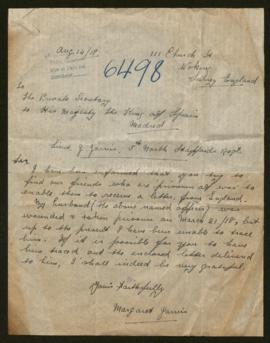 Aug. 14/18
111 Church St
Woking
Surrey England
6498
To
The Private Secretary
to His Majesty The King of Spain
Madrid
Lieut J Jarvis. 5th North Staffords Regt.
Sir
I have been informed that you try to
find our friends who are prisoners of war to
enable them to receive a letter from England.
My husband (the above named officer) was
wounded & taken prisoner on March 21/18, but
up to the present I have been unable to trace
him. If it is possible for you to have
him traced and the enclosed letter delivered
to him, I shall indeed be very grateful.
Yours faithfully
Margaret Jarvis